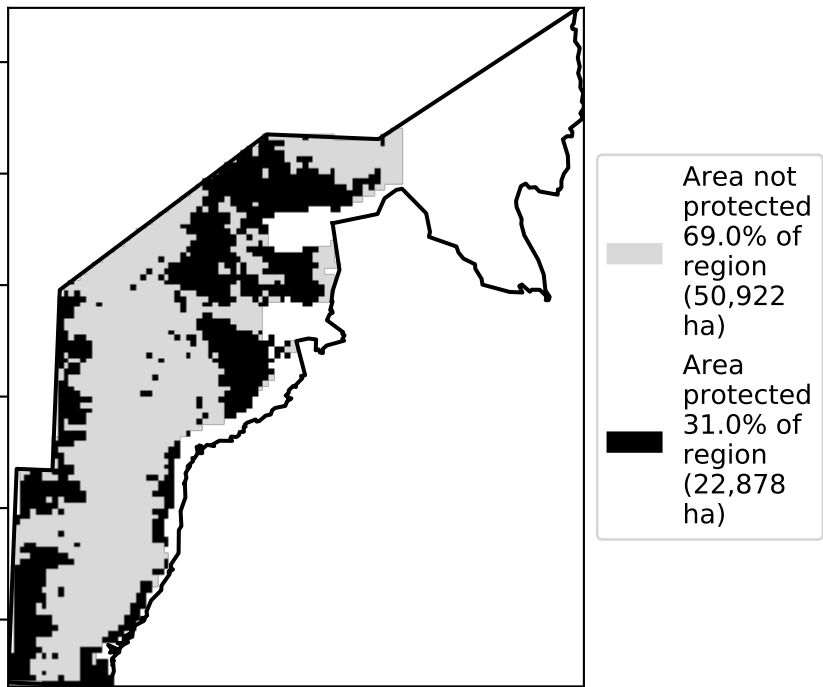 Area not
protected
69.0% of
region
(50,922
ha)
Area
protected
31.0% of
region
(22,878
ha)